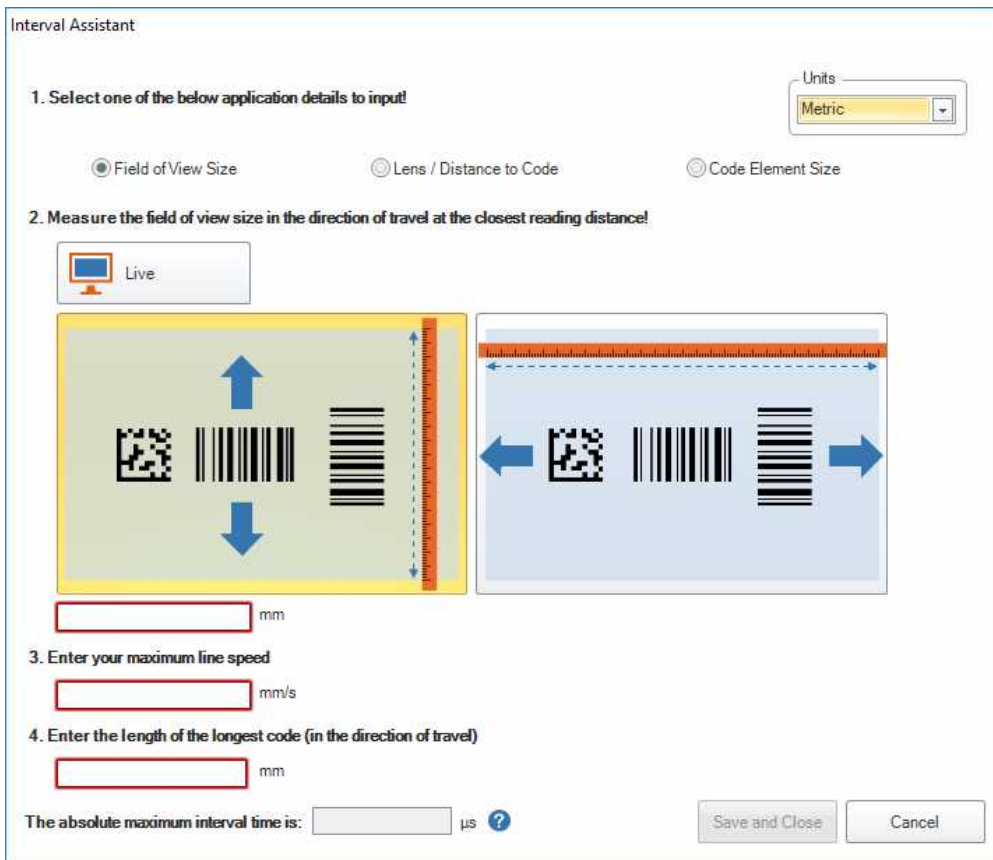 Interval Assistant
1. Select one of the below application details to input!
Units
Metric
Field of View Size
Lens / Distance to Code
Code Element Size
2. Measure the field of view size in the direction of travel at the closest reading distance!
Live
mm
3. Enter your maximum line speed
mm/s
4. Enter the length of the longest code (in the direction of travel)
mm
The absolute maximum interval time is:
µs
?
Save and Close
Cancel